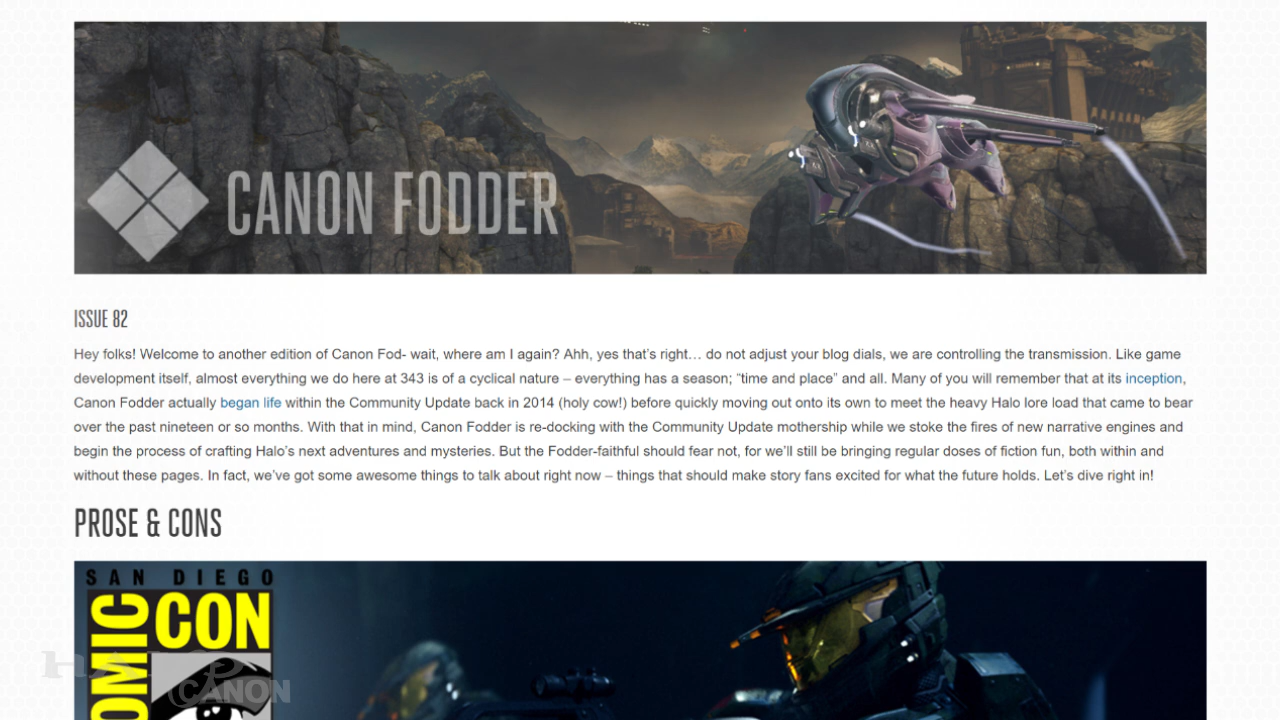 CANON FODDER
ISSUE 82
Hey folks! Welcome to another edition of Canon Fod- wait, where am I again? Ahh, yes that’s right… do not adjust your blog dials, we are controlling the transmission. Like game
development itself, almost everything we do here at 343 is of a cyclical nature – everything has a season; “time and place” and all. Many of you will remember that at its inception,
Canon Fodder actually began life within the Community Update back in 2014 (holy cow!) before quickly moving out onto its own to meet the heavy Halo lore load that came to bear
over the past nineteen or so months. With that in mind, Canon Fodder is re-docking with the Community Update mothership while we stoke the fires of new narrative engines and
begin the process of crafting Halo’s next adventures and mysteries. But the Fodder-faithful should fear not, for we’ll still be bringing regular doses of fiction fun, both within and
without these pages. In fact, we’ve got some awesome things to talk about right now – things that should make story fans excited for what the future holds. Let’s dive right in!
PROSE & CONS
SAN DIEGO
CON
CANON